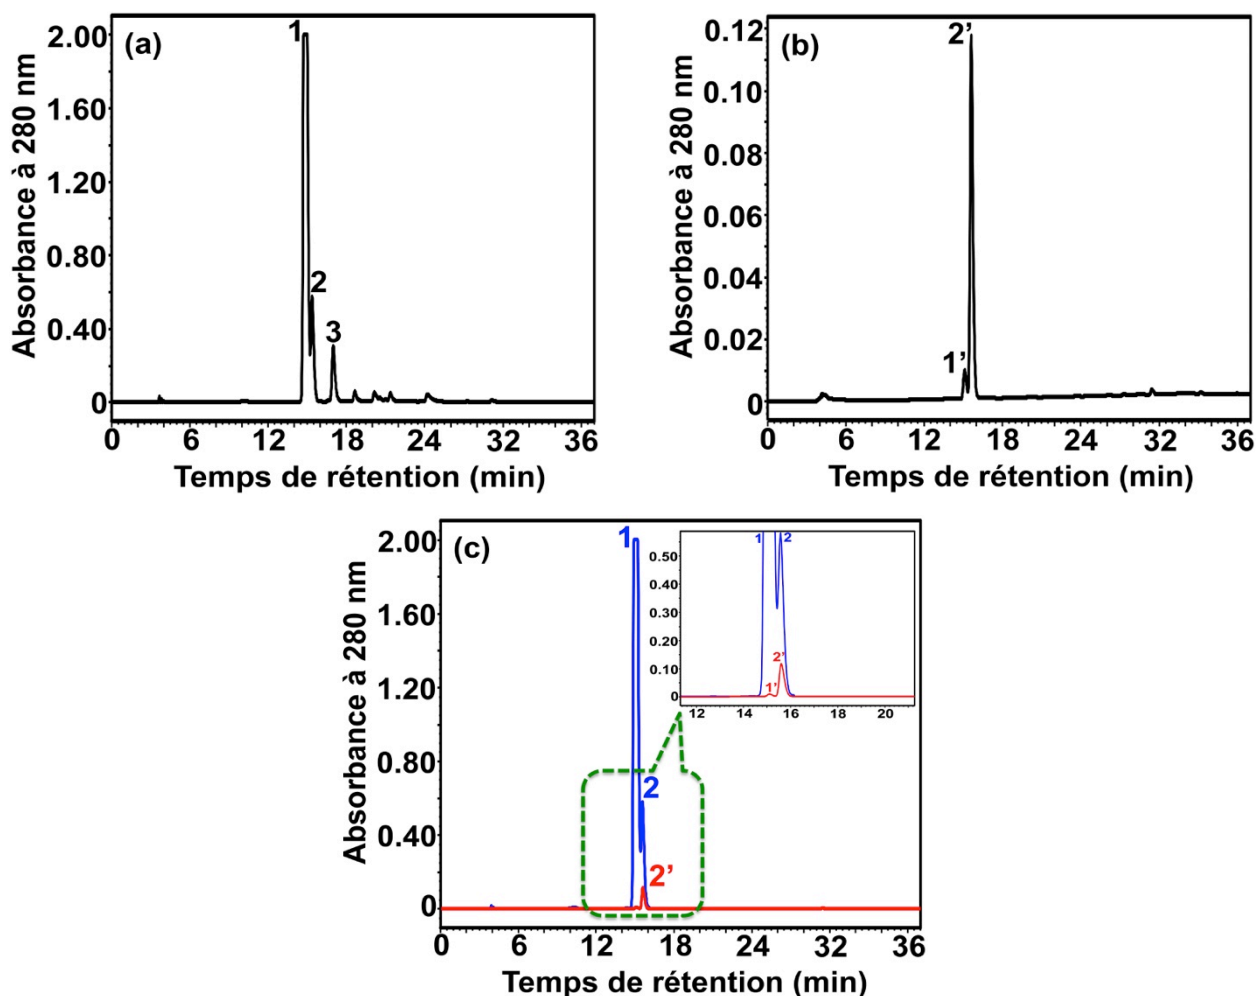 (a)
1
2
3
Absorbance à 280 nm
2.00
1.60
1.20
0.80
0.40
0
0 6 12 18 24 32 36
Temps de rétention (min)
(b)
2’
1’
Absorbance à 280 nm
0.12
0.10
0.08
0.06
0.04
0.02
0
0 6 12 18 24 32 36
Temps de rétention (min)
(c)
1
2
2’
Absorbance à 280 nm
2.00
1.60
1.20
0.80
0.40
0
0 6 12 18 24 32 36
Temps de rétention (min)
1 2
2’
1’
0.50
0.40
0.30
0.20
0.10
0
12 14 16 18 20